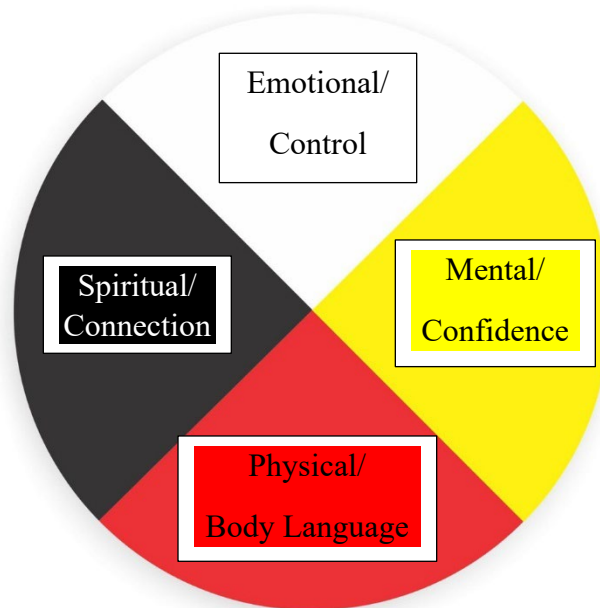 Emotional/
Control
Mental/
Confidence
Spiritual/
Connection
Physical/
Body Language